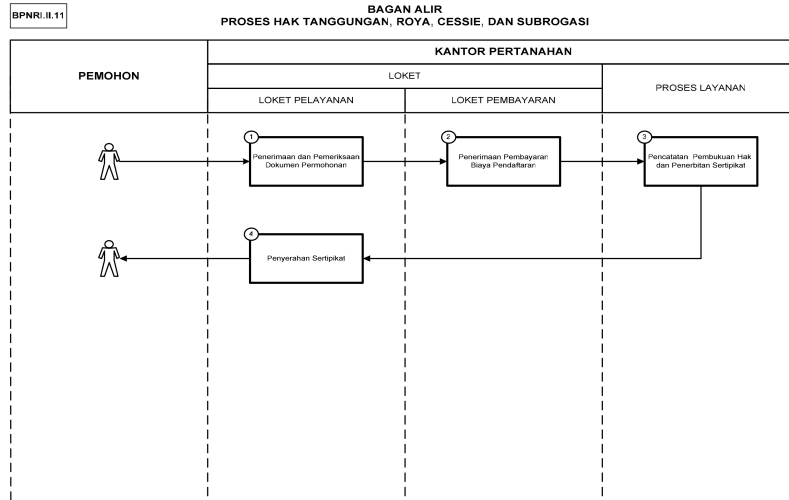 BPNRI.II.11
BAGAN ALIR
PROSES HAK TANGGUNGAN, ROYA, CESSIE, DAN SUBROGASI
PEMOHON
KANTOR PERTANAHAN
LOKET
PROSES LAYANAN
LOKET PELAYANAN
LOKET PEMBAYARAN
1
Penerimaan dan Pemeriksaan
Dokumen Permohonan
2
Penerimaan Pembayaran
Biaya Pendaftaran
3
Pencatatan Pembukuan Hak
dan Penerbitan Sertipikat
4
Penyerahan Sertipikat